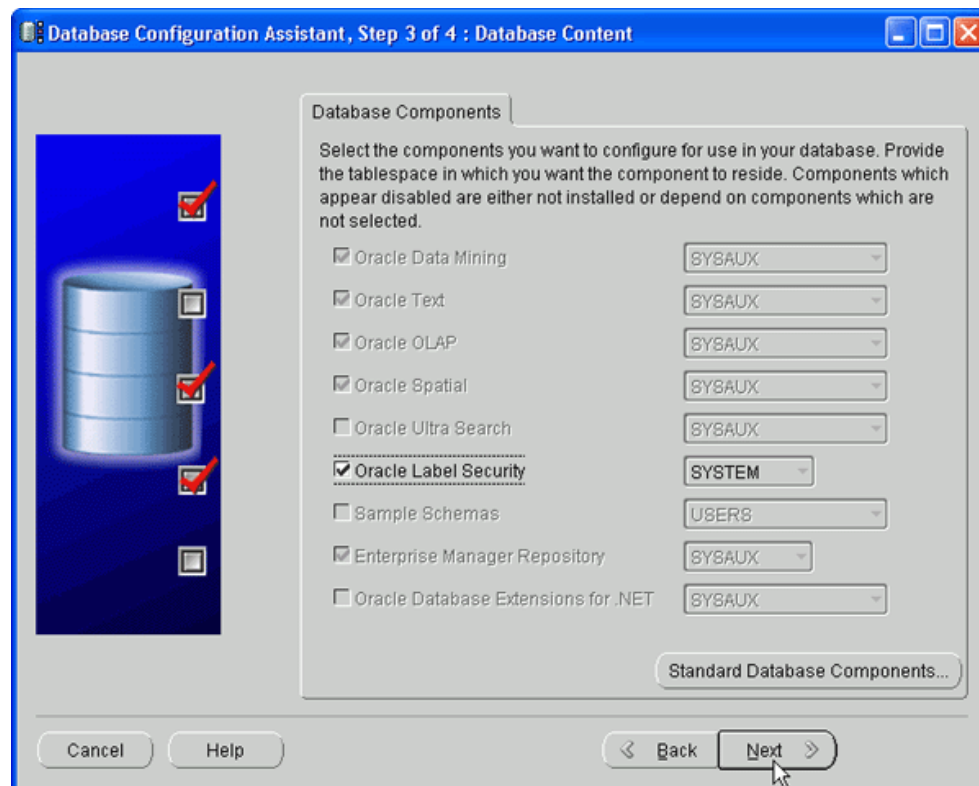 Database Configuration Assistant, Step 3 of 4 : Database Content
Database Components
Select the components you want to configure for use in your database. Provide
the tablespace in which you want the component to reside. Components which
appear disabled are either not installed or depend on components which are
not selected.
Oracle Data Mining SYSAUX
Oracle Text SYSAUX
Oracle OLAP SYSAUX
Oracle Spatial SYSAUX
Oracle Ultra Search SYSAUX
Oracle Label Security SYSTEM
Sample Schemas USERS
Enterprise Manager Repository SYSAUX
Oracle Database Extensions for .NET SYSAUX
Standard Database Components...
Cancel Help Back Next